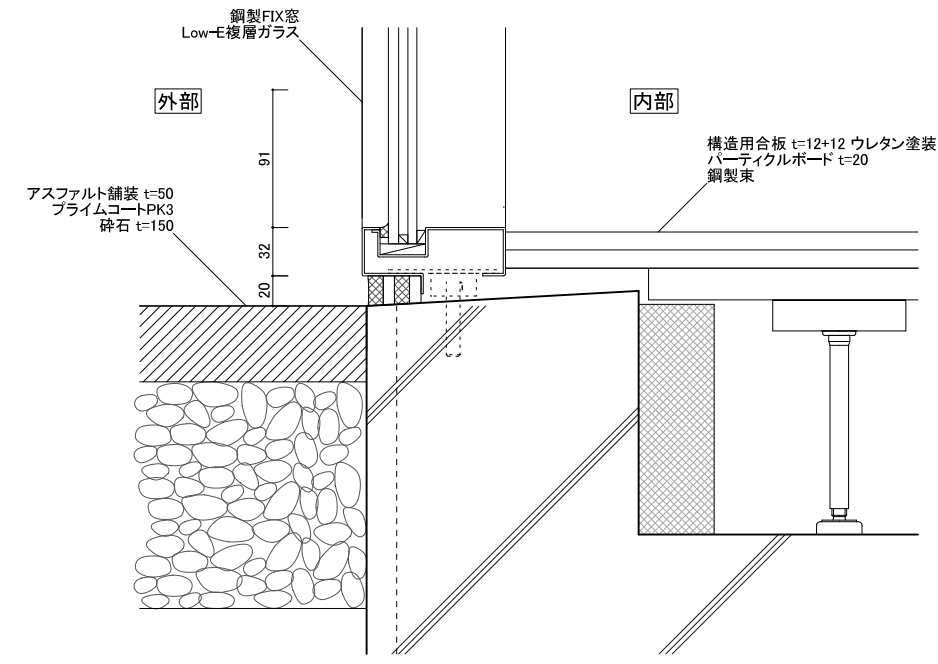 鋼製FIX窓
Low-E複層ガラス
外部
内部
構造用合板 t=12+12 ウレタン塗装
パーティクルボード t=20
鋼製束
アスファルト舗装 t=50
プライムコートPK3
砕石 t=150
91
32
20